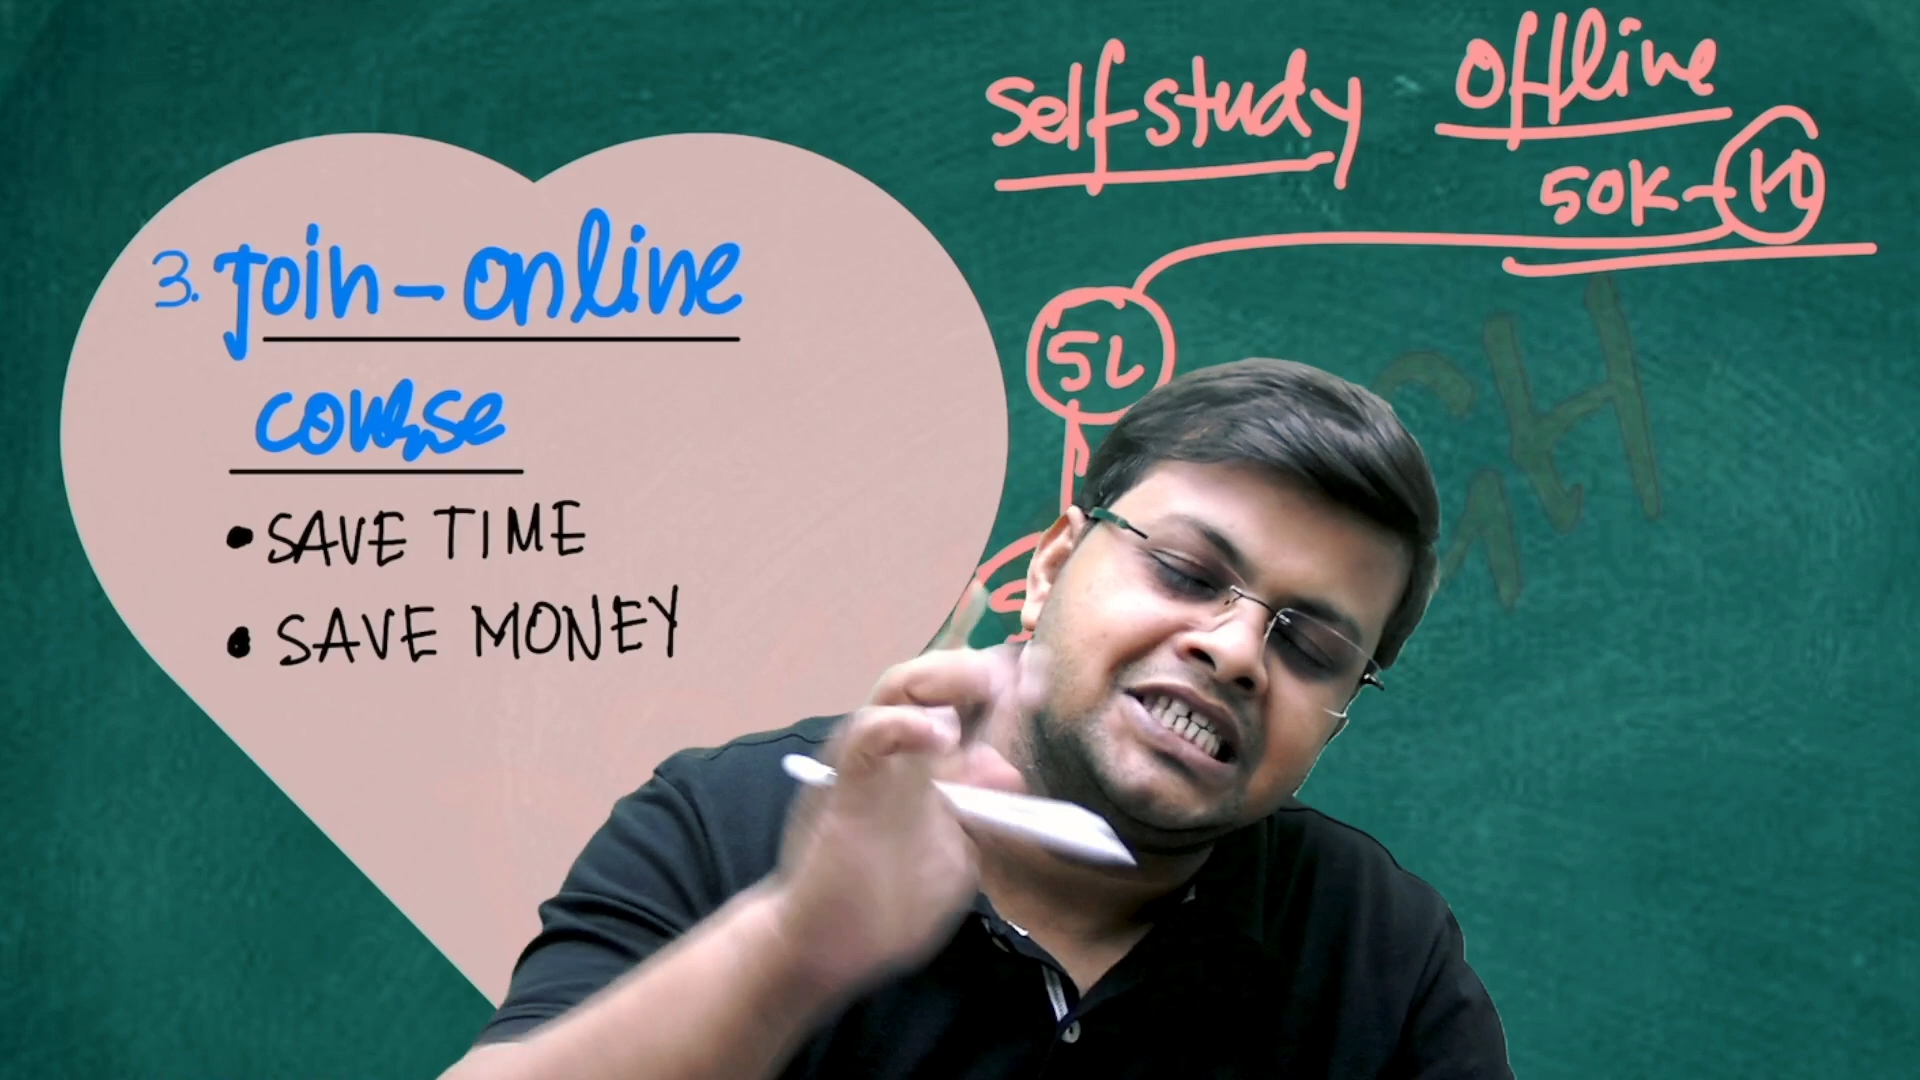 3. Join - online
course
• SAVE TIME
• SAVE MONEY
Self study
Offline
50K -
5L